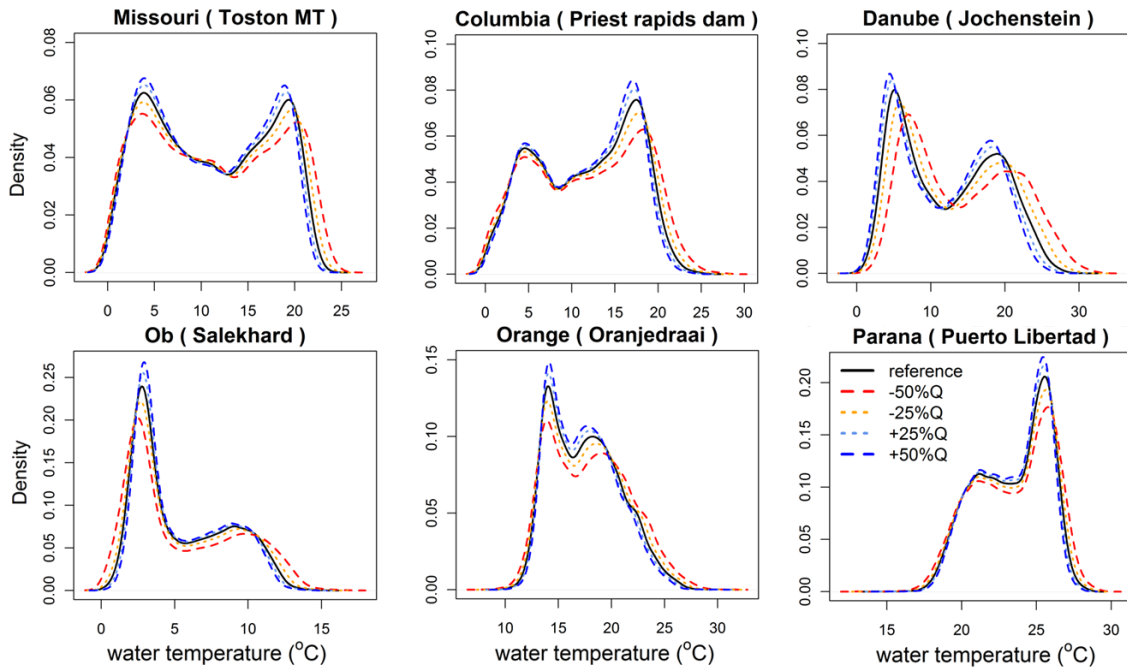 Missouri ( Toston MT)
Columbia ( Priest rapids dam)
Danube ( Jochenstein)
Density
0.00 0.02 0.04 0.06 0.08
0 5 10 15 20 25
0.00 0.02 0.04 0.06 0.08 0.10
0 5 10 15 20 25 30
0.00 0.02 0.04 0.06 0.08 0.10
0 10 20 30
Ob ( Salekhard )
Orange ( Oranjedraai)
Parana ( Puerto Libertad )
Density
0.00 0.05 0.10 0.15 0.20 0.25
0 5 10 15
0.00 0.05 0.10 0.15
10 15 20 25 30
0.00 0.05 0.10 0.15 0.20
15 20 25 30
reference
-50%Q
-25%Q
+25%Q
+50%Q
water temperature (°C)
water temperature (°C)
water temperature (°C)